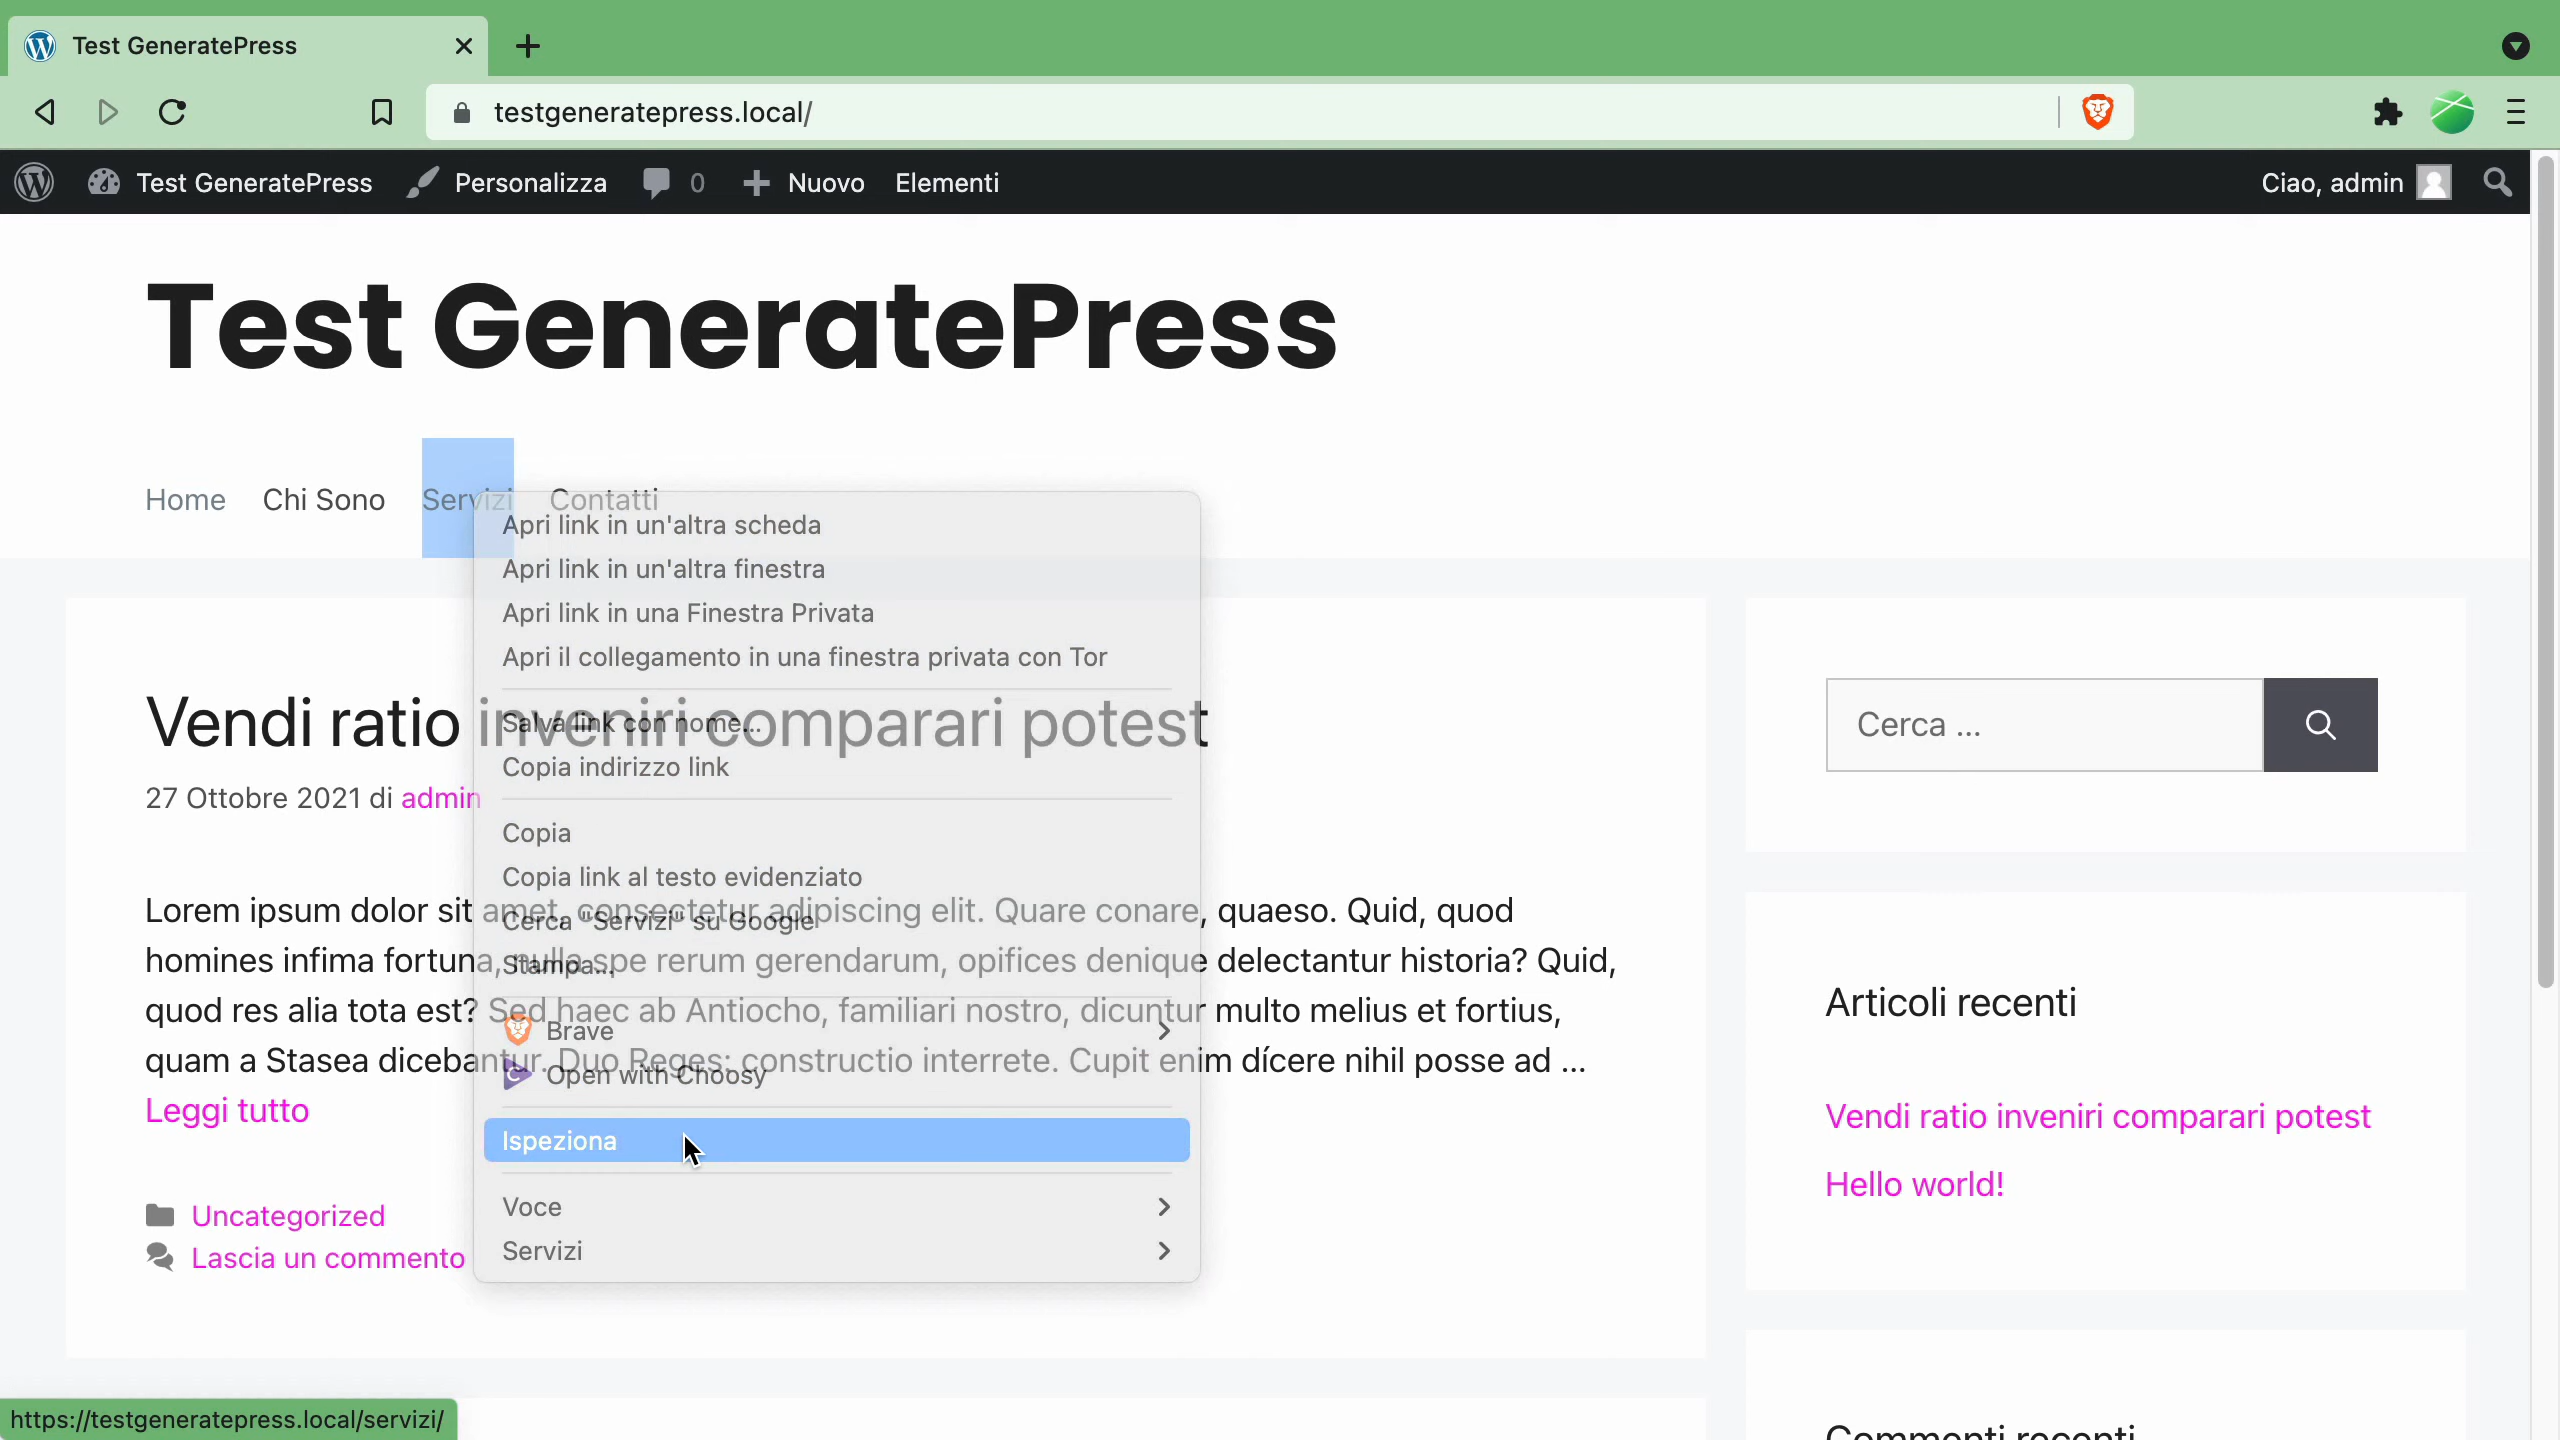 Test GeneratePress
testgeneratepress.local/
Test GeneratePress Personalizza 0 Nuovo Elementi Ciao, admin
Test GeneratePress
Home Chi Sono Servizi Contatti
Apri link in un'altra scheda
Apri link in un'altra finestra
Apri link in una Finestra Privata
Apri il collegamento in una finestra privata con Tor
Salva link con nome...
Copia indirizzo link
Copia
Copia link al testo evidenziato
Cerca "Servizi" su Google
Stampa...
Brave
Open with Choosy
Ispeziona
Voce
Servizi
Vendi ratio inveniri comparari potest
27 Ottobre 2021 di admin
Lorem ipsum dolor sit amet, consectetur adipiscing elit. Quare conare, quaeso. Quid, quod
homines infima fortuna, nulla spe rerum gerendarum, opifices denique delectantur historia? Quid,
quod res alia tota est? Sed haec ab Antiocho, familiari nostro, dicuntur multo melius et fortius,
quam a Stasea dicebantur. Duo Reges: constructio interrete. Cupit enim dícere nihil posse ad ...
Leggi tutto
Uncategorized
Lascia un commento
Cerca ...
Articoli recenti
Vendi ratio inveniri comparari potest
Hello world!
Commenti recenti
https://testgeneratepress.local/servizi/